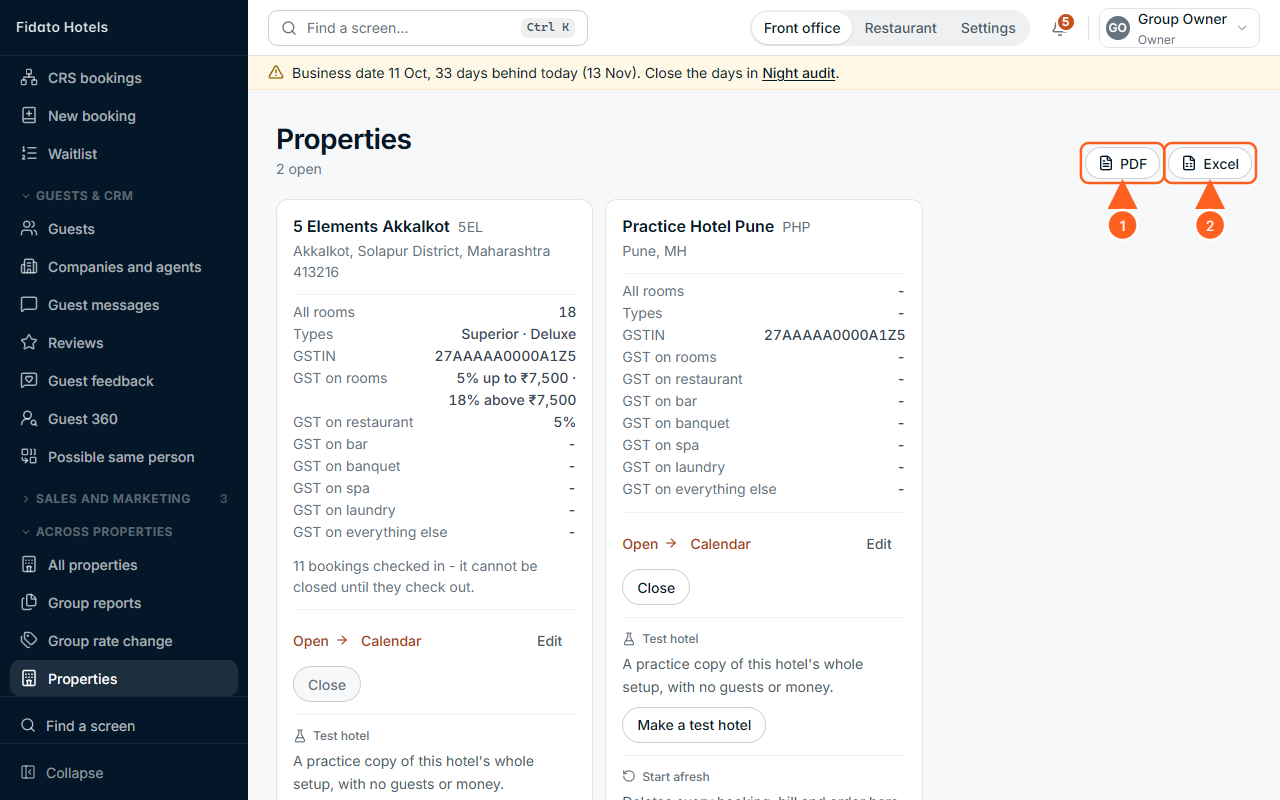 Fidato Hotels
Find a screen...
Ctrl K
Front office
Restaurant
Settings
5
GO
Group Owner
Owner
Business date 11 Oct, 33 days behind today (13 Nov). Close the days in Night audit.
CRS bookings
New booking
Waitlist
GUESTS & CRM
Guests
Companies and agents
Guest messages
Reviews
Guest feedback
Guest 360
Possible same person
SALES AND MARKETING 3
ACROSS PROPERTIES
All properties
Group reports
Group rate change
Properties
Find a screen
Collapse
Properties
2 open
PDF
Excel
1
2
5 Elements Akkalkot 5EL
Akkalkot, Solapur District, Maharashtra
413216
All rooms 18
Types Superior · Deluxe
GSTIN 27AAAAA0000A1Z5
GST on rooms 5% up to ₹7,500 ·
18% above ₹7,500
GST on restaurant 5%
GST on bar -
GST on banquet -
GST on spa -
GST on laundry -
GST on everything else -
11 bookings checked in - it cannot be
closed until they check out.
Open → Calendar Edit
Close
Test hotel
A practice copy of this hotel's whole
setup, with no guests or money.
Practice Hotel Pune PHP
Pune, MH
All rooms -
Types -
GSTIN 27AAAAA0000A1Z5
GST on rooms -
GST on restaurant -
GST on bar -
GST on banquet -
GST on spa -
GST on laundry -
GST on everything else -
Open → Calendar Edit
Close
Test hotel
A practice copy of this hotel's whole
setup, with no guests or money.
Make a test hotel
Start afresh